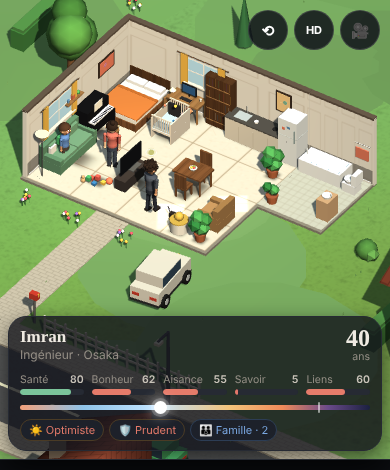 HD
Imran
40
Ingénieur · Osaka
ans
Santé 80 Bonheur 62 Aisance 55 Savoir 5 Liens 60
Optimiste Prudent Famille · 2